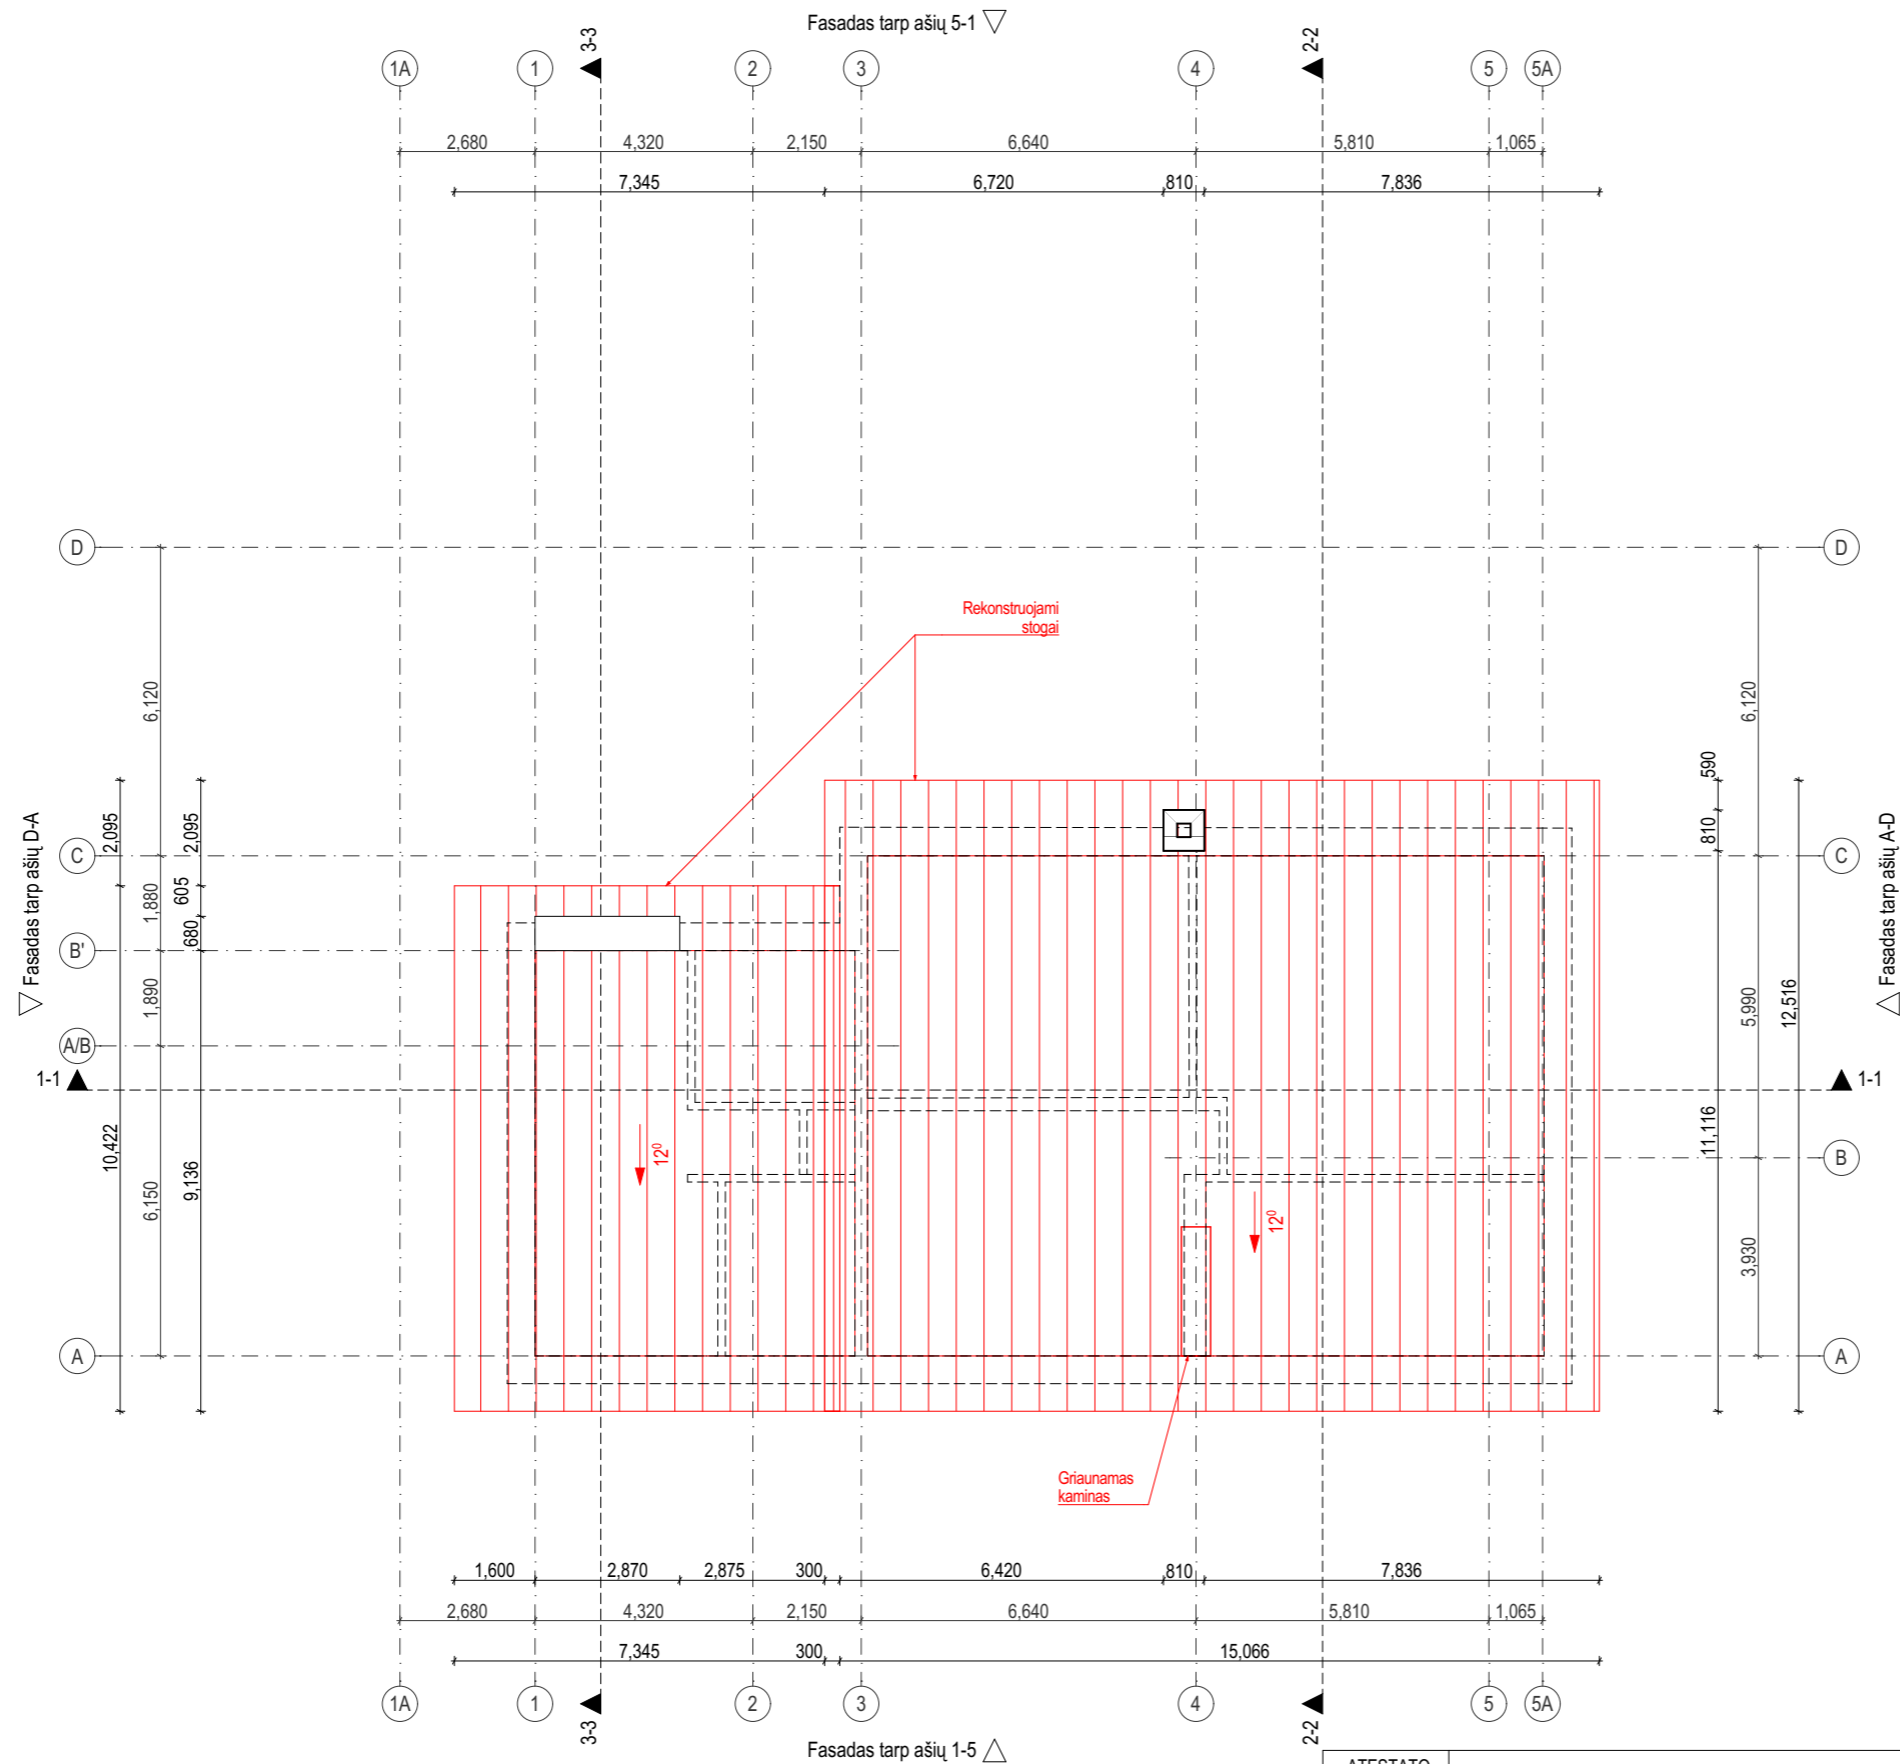 Fasadas tarp ašių 5-1
3-3
2-2
1A
1
2
3
4
5
5A
2,680
4,320
2,150
6,640
5,810
1,065
7,345
6,720
810
7,836
D
D
Rekonstruojami
stogai
6,120
6,120
590
810
2,095
2,095
Fasadas tarp ašių D-A
Fasadas tarp ašių A-D
C
C
1,880
605
680
B'
1,890
5,990
12,516
A/B
1-1
1-1
10,422
9,136
6,150
12⁰
11,116
B
12⁰
3,930
A
A
Griaunamas
kaminas
1,600
2,870
2,875
300
6,420
810
7,836
2,680
4,320
2,150
6,640
5,810
1,065
7,345
300
15,066
1A
1
2
3
4
5
5A
3-3
2-2
Fasadas tarp ašių 1-5
ATESTATO